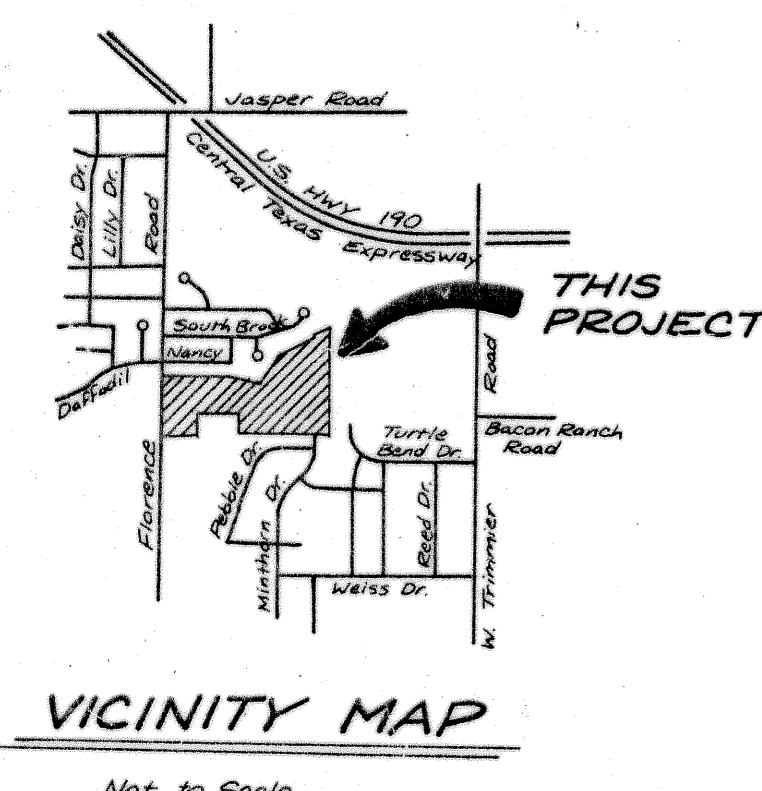 Jasper Road
U.S. HWY 190
Central Texas Expressway
Daisy Dr.
Lilly Dr.
Road
THIS
PROJECT
South Brook
Nancy
Daffodil
Road
Bacon Ranch
Road
Turtle
Bend Dr.
Florence
Pebble Dr.
Minthorn Dr.
Reed Dr.
Weiss Dr.
W. Trimmier
VICINITY MAP
Not to Scale